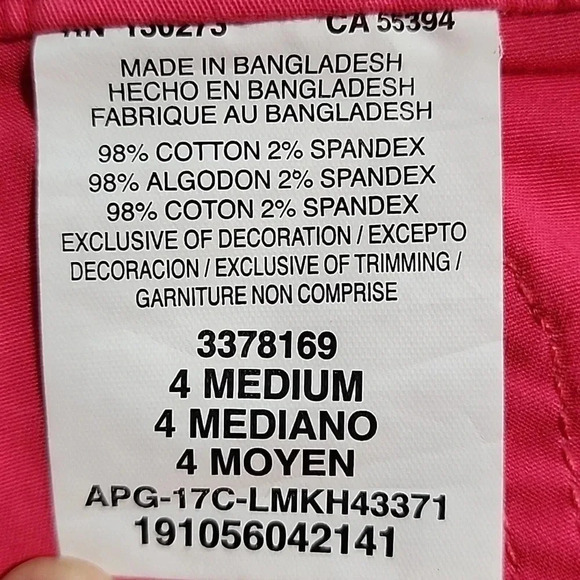 RN 130273 CA 55394
MADE IN BANGLADESH
HECHO EN BANGLADESH
FABRIQUE AU BANGLADESH
98% COTTON 2% SPANDEX
98% ALGODON 2% SPANDEX
98% COTON 2% SPANDEX
EXCLUSIVE OF DECORATION / EXCEPTO
DECORACION / EXCLUSIVE OF TRIMMING /
GARNITURE NON COMPRISE
3378169
4 MEDIUM
4 MEDIANO
4 MOYEN
APG-17C-LMKH43371
191056042141